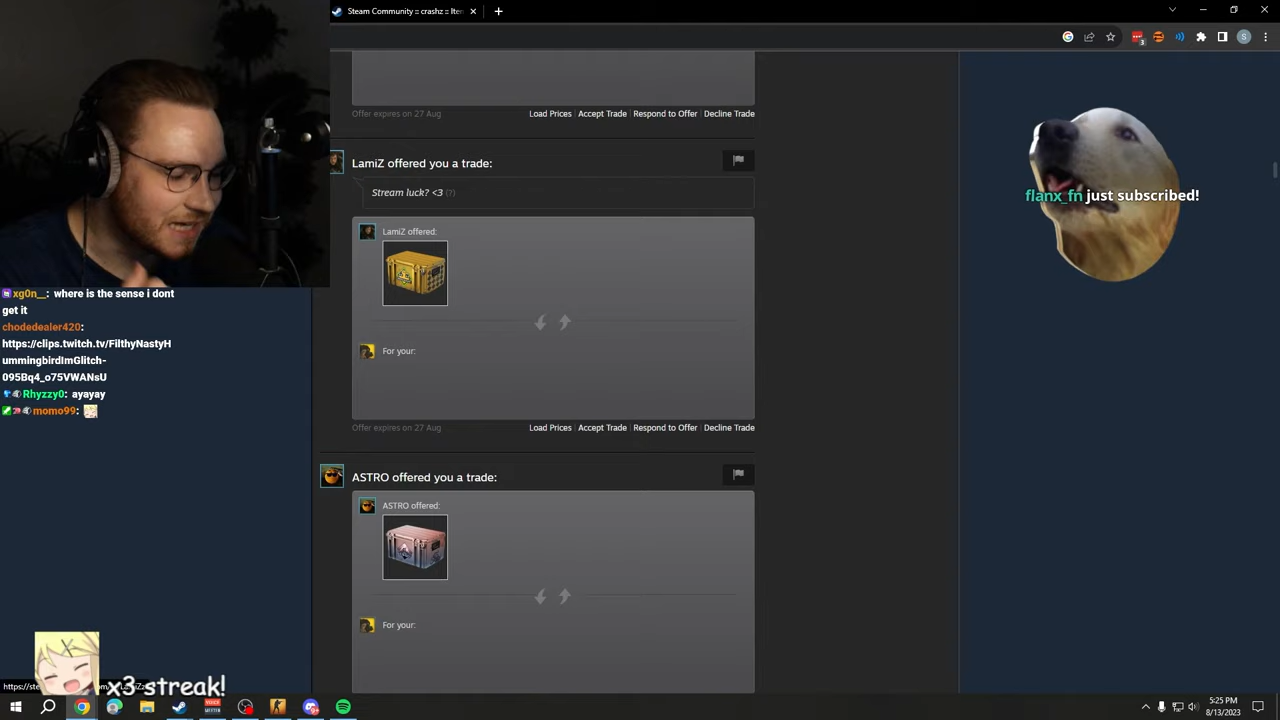 Steam Community :: crashz :: Iten
Offer expires on 27 Aug
Load Prices | Accept Trade | Respond to Offer | Decline Trade
LamiZ offered you a trade:
Stream luck? <3 (?)
LamiZ offered:
For your:
Offer expires on 27 Aug
Load Prices | Accept Trade | Respond to Offer | Decline Trade
ASTRO offered you a trade:
ASTRO offered:
For your:
flanx_fn just subscribed!
xg0n__: where is the sense i dont
get it
chodedealer420:
https://clips.twitch.tv/FilthyNastyH
ummingbirdImGlitch-
095Bq4_o75VWANsU
Rhyzzy0: ayayay
momo99:
x3 streak!
5:25 PM
8/13/2023